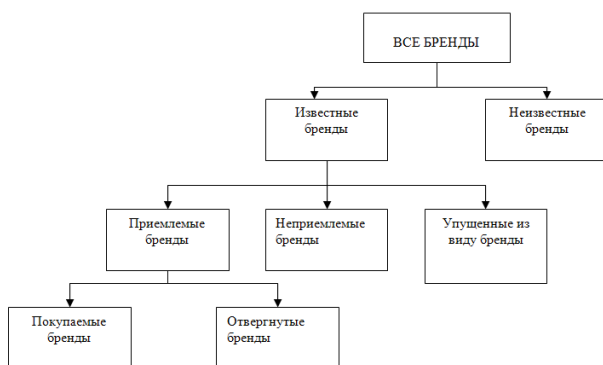 ВСЕ БРЕНДЫ
Известные
бренды
Неизвестные
бренды
Приемлемые
бренды
Неприемлемые
бренды
Упущенные из
виду бренды
Покупаемые
бренды
Отвергнутые
бренды